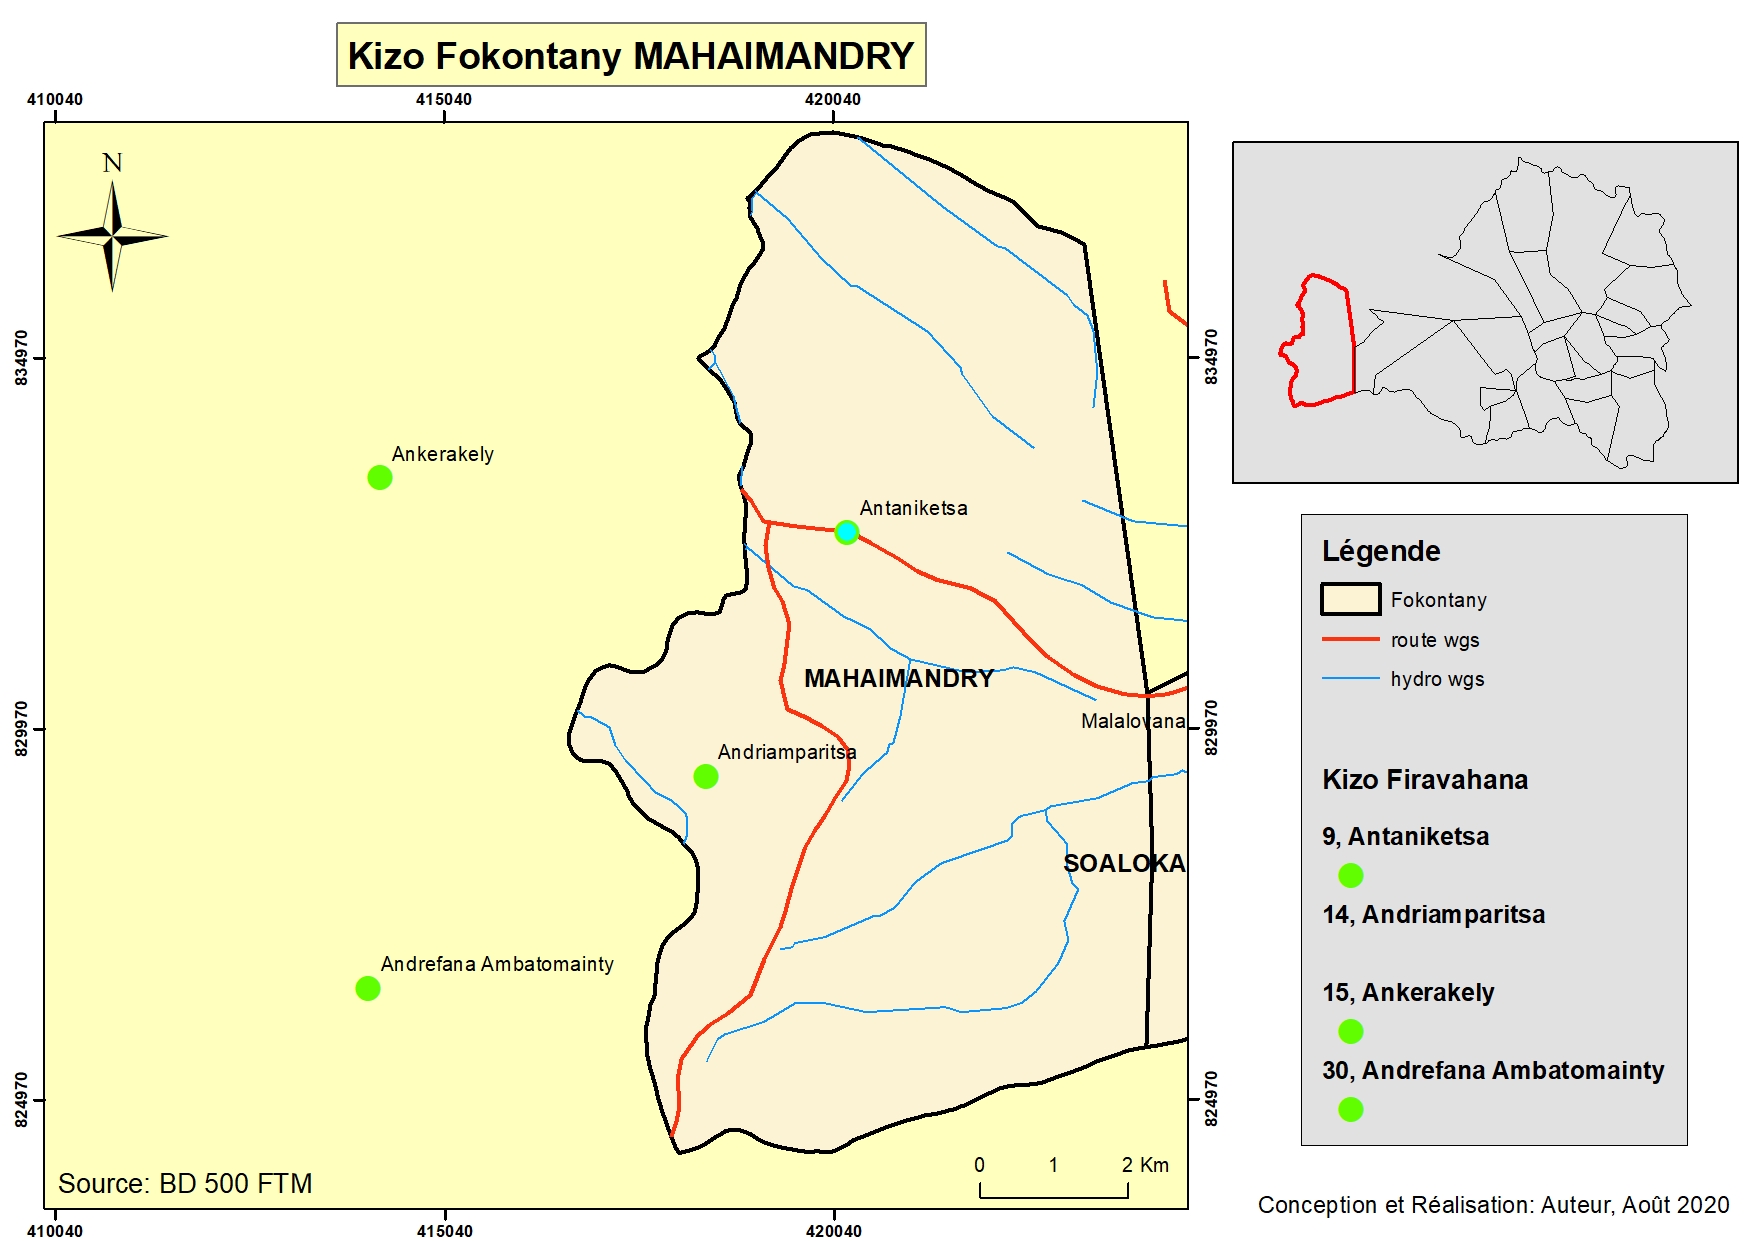 Kizo Fokontany MAHAIMANDRY
410040
415040
420040
N
834970
834970
Ankerakely
Antaniketsa
MAHAIMANDRY
829970
829970
Malalovana
Andriamparitsa
SOALOKA
Andrefana Ambatomainty
824970
824970
0 1 2 Km
Source: BD 500 FTM
410040
415040
420040
Légende
Fokontany
route wgs
hydro wgs
Kizo Firavahana
9, Antaniketsa
14, Andriamparitsa
15, Ankerakely
30, Andrefana Ambatomainty
Conception et Réalisation: Auteur, Août 2020